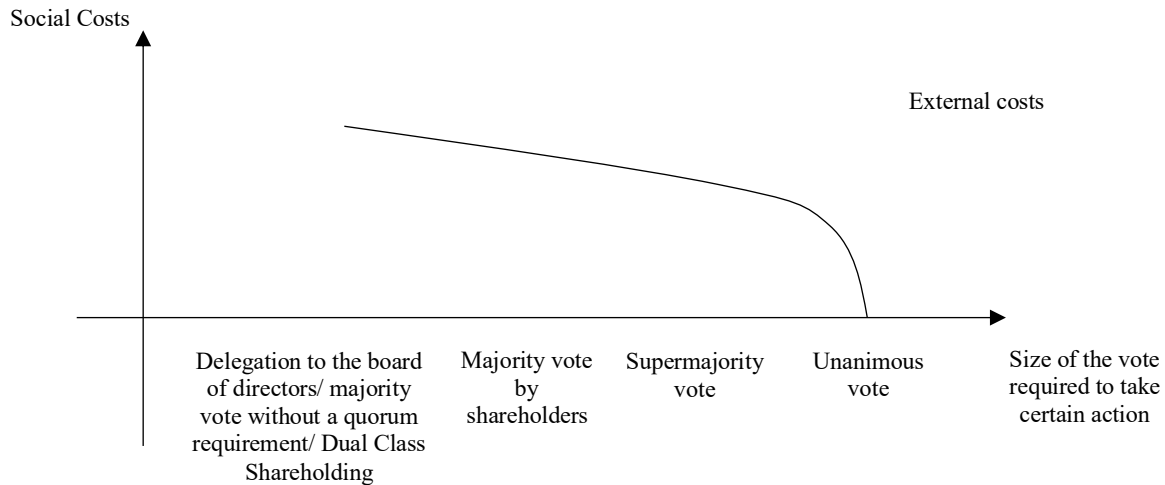 Social Costs
External costs
Delegation to the board
of directors/ majority
vote without a quorum
requirement/ Dual Class
Shareholding
Majority vote
by
shareholders
Supermajority
vote
Unanimous
vote
Size of the vote
required to take
certain action